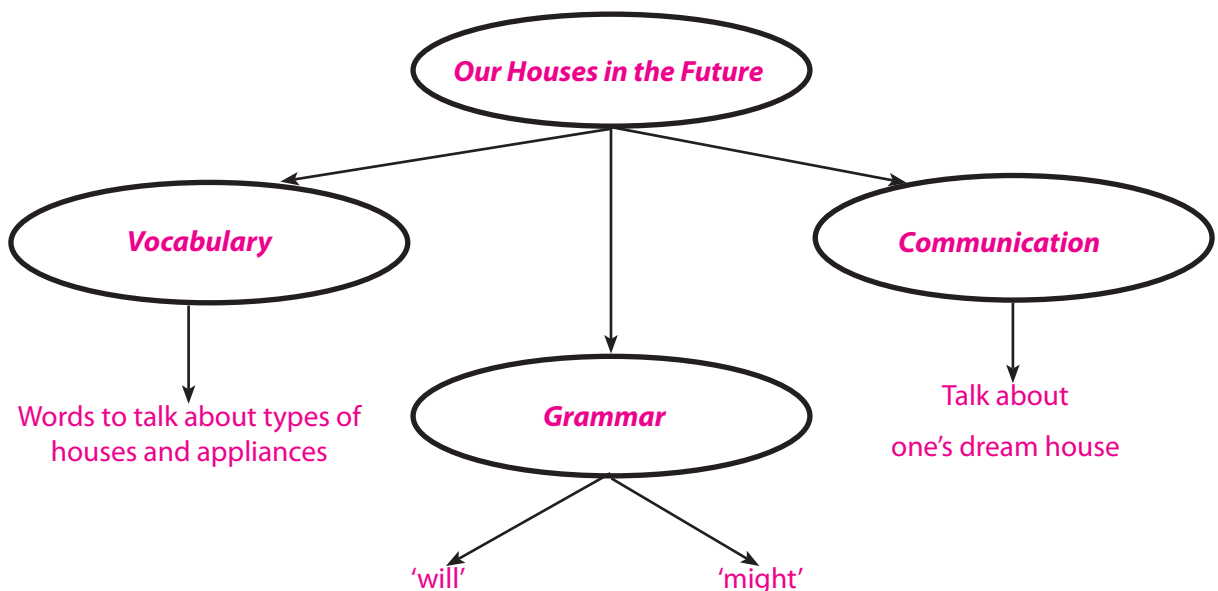 Our Houses in the Future
Vocabulary
Words to talk about types of
houses and appliances
Grammar
‘will’
‘might’
Communication
Talk about
one’s dream house